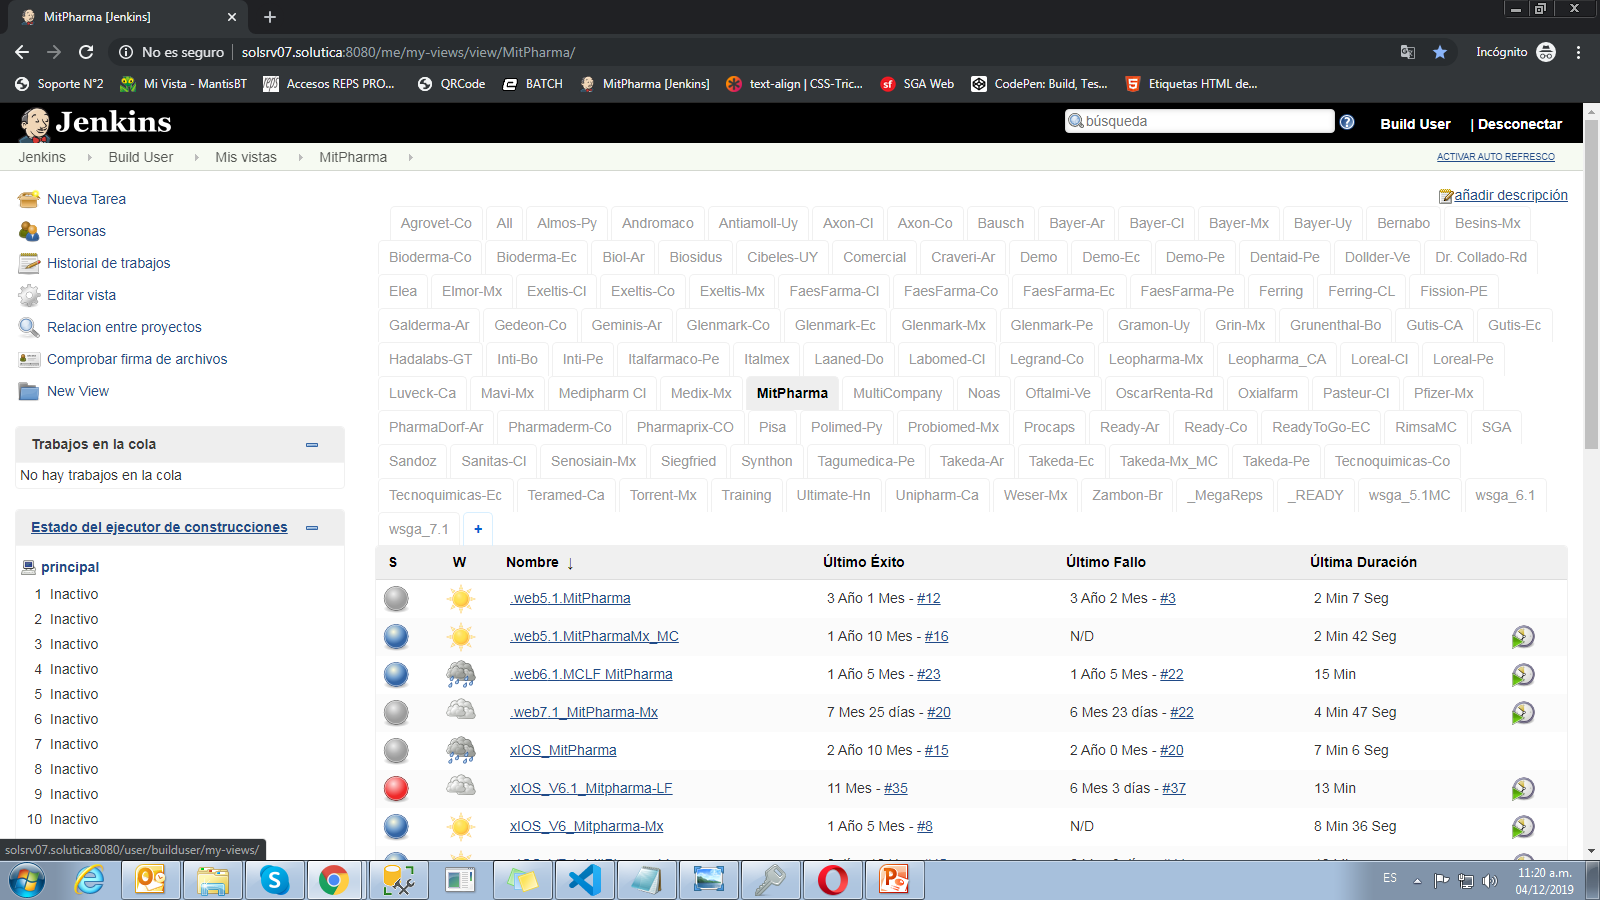 MitPharma [Jenkins]
No es seguro | solsrv07.solutica:8080/me/my-views/view/MitPharma/
Incógnito
Soporte N°2 Mi Vista - MantisBT Accesos REPS PRO... QRCode BATCH MitPharma [Jenkins] text-align | CSS-Tric... SGA Web CodePen: Build, Tes... Etiquetas HTML de...
Jenkins
búsqueda
Build User | Desconectar
Jenkins Build User Mis vistas MitPharma
ACTIVAR AUTO REFRESCO
Nueva Tarea
Personas
Historial de trabajos
Editar vista
Relacion entre proyectos
Comprobar firma de archivos
New View
Trabajos en la cola
No hay trabajos en la cola
Estado del ejecutor de construcciones
principal
1 Inactivo
2 Inactivo
3 Inactivo
4 Inactivo
5 Inactivo
6 Inactivo
7 Inactivo
8 Inactivo
9 Inactivo
10 Inactivo
añadir descripción
Agrovet-Co All Almos-Py Andromaco Antiamoll-Uy Axon-Cl Axon-Co Bausch Bayer-Ar Bayer-Cl Bayer-Mx Bayer-Uy Bernabo Besins-Mx
Bioderma-Co Bioderma-Ec Biol-Ar Biosidus Cibeles-UY Comercial Craveri-Ar Demo Demo-Ec Demo-Pe Dentaid-Pe Dollder-Ve Dr. Collado-Rd
Elea Elmor-Mx Exeltis-Cl Exeltis-Co Exeltis-Mx FaesFarma-Cl FaesFarma-Co FaesFarma-Ec FaesFarma-Pe Ferring Ferring-CL Fission-PE
Galderma-Ar Gedeon-Co Geminis-Ar Glenmark-Co Glenmark-Ec Glenmark-Mx Glenmark-Pe Gramon-Uy Grin-Mx Grunenthal-Bo Gutis-CA Gutis-Ec
Hadalabs-GT Inti-Bo Inti-Pe Italfarmaco-Pe Italmex Laaned-Do Labomed-Cl Legrand-Co Leopharma-Mx Leopharma_CA Loreal-Cl Loreal-Pe
Luveck-Ca Mavi-Mx Medipharm Cl Medix-Mx MitPharma MultiCompany Noas Oftalmi-Ve OscarRenta-Rd Oxialfarm Pasteur-Cl Pfizer-Mx
PharmaDorf-Ar Pharmaderm-Co Pharmaprix-CO Pisa Polimed-Py Probiomed-Mx Procaps Ready-Ar Ready-Co ReadyToGo-EC RimsaMC SGA
Sandoz Sanitas-Cl Senosiain-Mx Siegfried Synthon Tagumedica-Pe Takeda-Ar Takeda-Ec Takeda-Mx_MC Takeda-Pe Tecnoquimicas-Co
Tecnoquimicas-Ec Teramed-Ca Torrent-Mx Training Ultimate-Hn Unipharm-Ca Weser-Mx Zambon-Br _MegaReps _READY wsga_5.1MC wsga_6.1
wsga_7.1 +
S W Nombre ↓ Último Éxito Último Fallo Última Duración
.web5.1.MitPharma 3 Año 1 Mes - #12 3 Año 2 Mes - #3 2 Min 7 Seg
.web5.1.MitPharmaMx_MC 1 Año 10 Mes - #16 N/D 2 Min 42 Seg
.web6.1.MCLF MitPharma 1 Año 5 Mes - #23 1 Año 5 Mes - #22 15 Min
.web7.1_MitPharma-Mx 7 Mes 25 días - #20 6 Mes 23 días - #22 4 Min 47 Seg
xIOS_MitPharma 2 Año 10 Mes - #15 2 Año 0 Mes - #20 7 Min 6 Seg
xIOS_V6.1_Mitpharma-LF 11 Mes - #35 6 Mes 3 días - #37 13 Min
xIOS_V6_Mitpharma-Mx 1 Año 5 Mes - #8 N/D 8 Min 36 Seg
solsrv07.solutica:8080/user/builduser/my-views/
ES
11:20 a.m.
04/12/2019